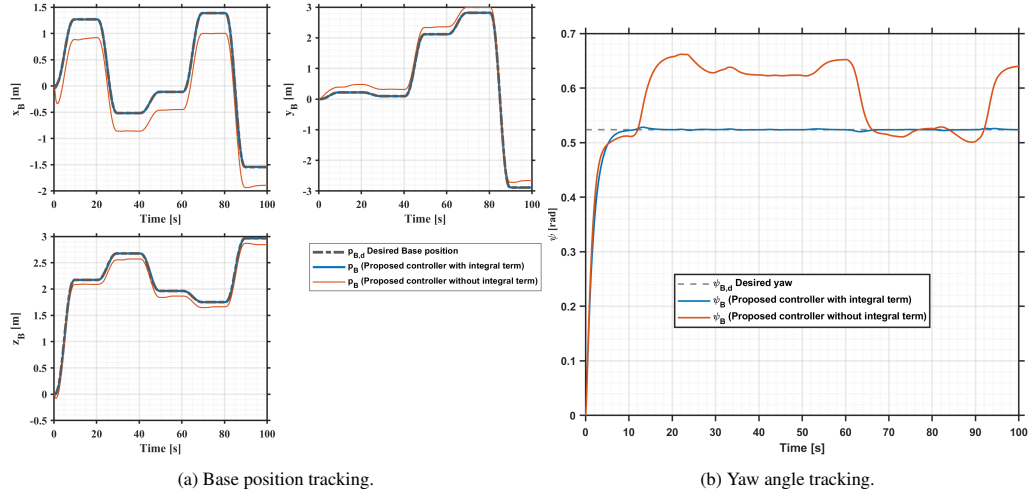 1.5
1
0.5
0
-0.5
-1
-1.5
-2
x_B [m]
0 20 40 60 80 100
Time [s]
3
2
1
0
-1
-2
-3
y_B [m]
0 20 40 60 80 100
Time [s]
3
2.5
2
1.5
1
0.5
0
-0.5
z_B [m]
0 20 40 60 80 100
Time [s]
p_B,d Desired Base position
p_B (Proposed controller with integral term)
p_B (Proposed controller without integral term)
(a) Base position tracking.
0.7
0.6
0.5
0.4
0.3
0.2
0.1
0
ψ [rad]
ψ_B,d Desired yaw
ψ_B (Proposed controller with integral term)
ψ_B (Proposed controller without integral term)
0 10 20 30 40 50 60 70 80 90 100
Time [s]
(b) Yaw angle tracking.